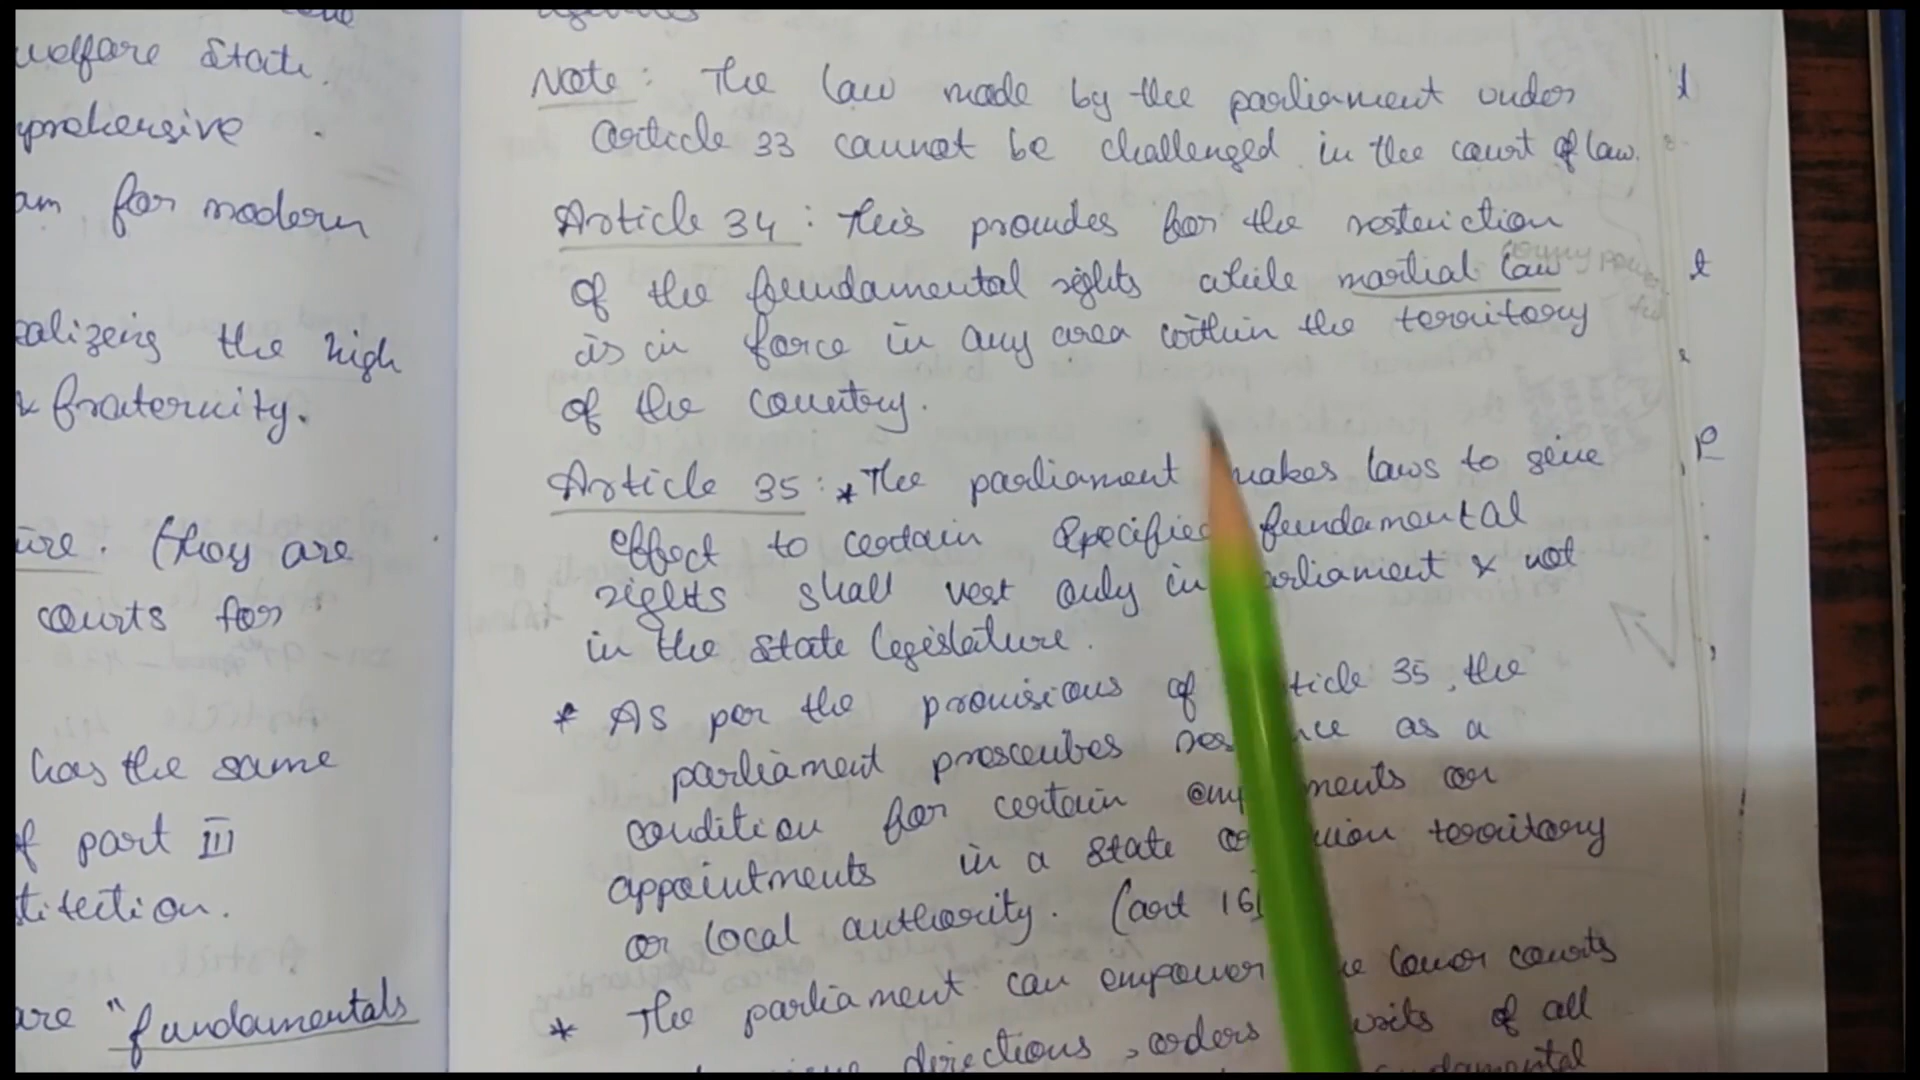 welfare State.
prehensive
am for modern
alizeing the high
& fraternity.
ure. (they are
courts for
has the same
f part III
titution.
are "fundamentals
Note: The law made by the parliament under
article 33 cannot be challenged in the court of law.
Article 34: This provides for the restriction
of the fundamental rights while martial law
is in force in any area within the territory
of the country.
Article 35: * The parliament makes laws to give
effect to certain specified fundamental
rights shall vest only in parliament & not
in the state legislature.
* As per the provisions of article 35, the
parliament prescribes as a
condition for certain or
appointments in a state territory
or local authority. (art 16)
* The parliament can empower lower courts
directions, orders writs of all